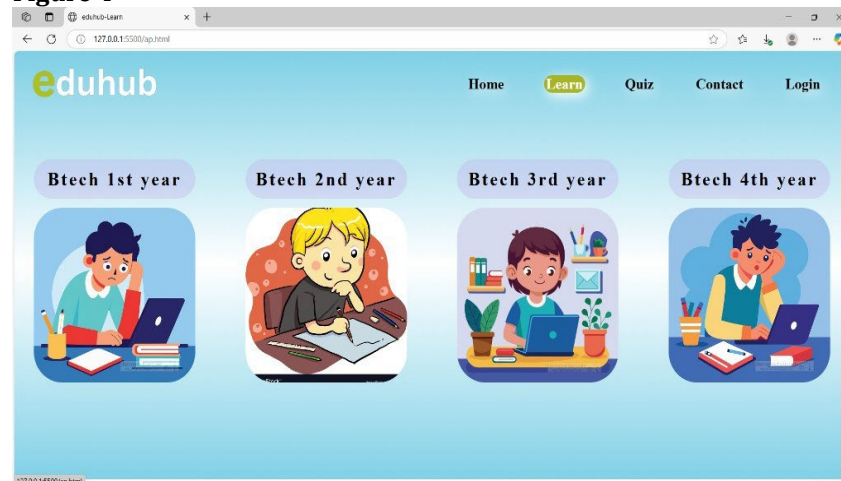 eduhub-Learn
127.0.0.1:5500/ap.html
eduhub
Home Learn Quiz Contact Login
Btech 1st year Btech 2nd year Btech 3rd year Btech 4th year